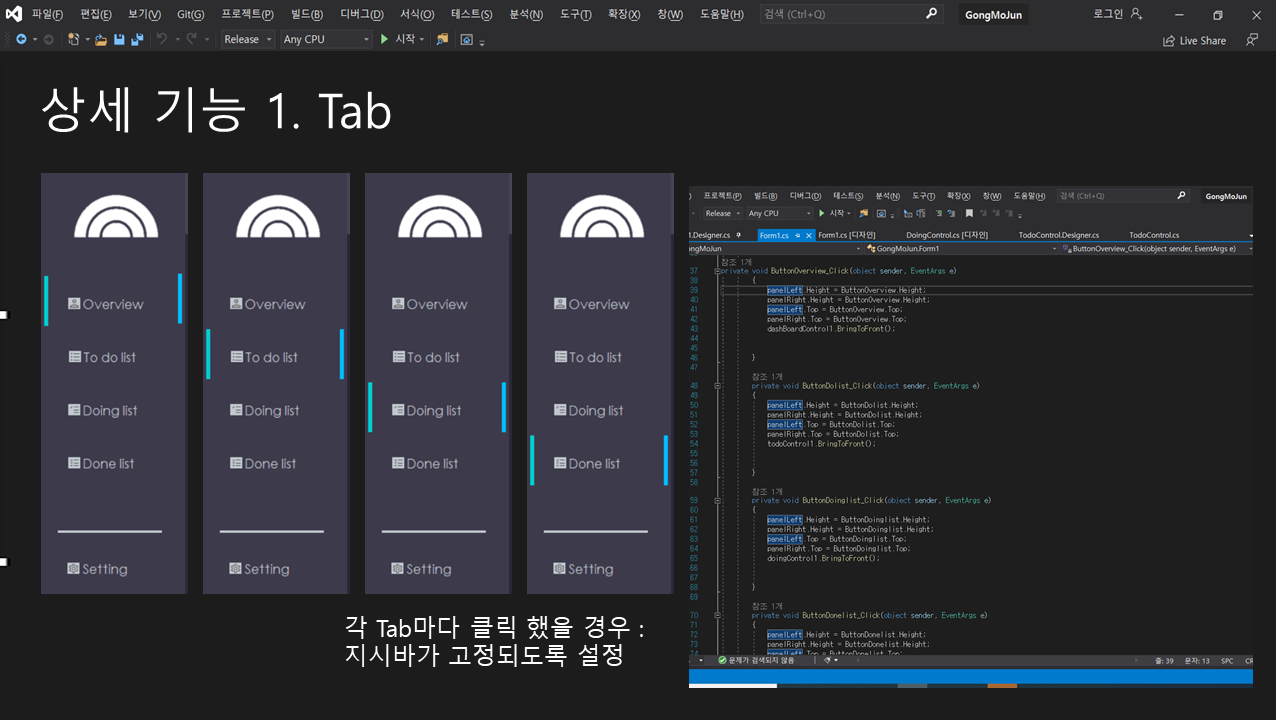 파일(F) 편집(E) 보기(V) Git(G) 프로젝트(P) 빌드(B) 디버그(D) 서식(O) 테스트(S) 분석(N) 도구(T) 확장(X) 창(W) 도움말(H) 검색 (Ctrl+Q) GongMoJun 로그인
Release Any CPU 시작 Live Share
상세 기능 1. Tab
Overview
To do list
Doing list
Done list
Setting
Overview
To do list
Doing list
Done list
Setting
Overview
To do list
Doing list
Done list
Setting
Overview
To do list
Doing list
Done list
Setting
각 Tab마다 클릭 했을 경우 :
지시바가 고정되도록 설정
프로젝트(P) 빌드(B) 디버그(D) 테스트(S) 분석(N) 도구(T) 확장(X) 창(W) 도움말(H) 검색 (Ctrl+Q) GongMoJun
Release Any CPU 시작
1.Designer.cs Form1.cs Form1.cs [디자인] DoingControl.cs [디자인] TodoControl.Designer.cs TodoControl.cs
ongMoJun GongMoJun.Form1 ButtonOverview_Click(object sender, EventArgs e)
참조 1개
37 private void ButtonOverview_Click(object sender, EventArgs e)
38 {
39 panelLeft.Height = ButtonOverview.Height;
40 panelRight.Height = ButtonOverview.Height;
41 panelLeft.Top = ButtonOverview.Top;
42 panelRight.Top = ButtonOverview.Top;
43 dashBoardControl1.BringToFront();
44
45
46 }
47
참조 1개
48 private void ButtonDolist_Click(object sender, EventArgs e)
49 {
50 panelLeft.Height = ButtonDolist.Height;
51 panelRight.Height = ButtonDolist.Height;
52 panelLeft.Top = ButtonDolist.Top;
53 panelRight.Top = ButtonDolist.Top;
54 todoControl1.BringToFront();
55
56
57 }
58
참조 1개
59 private void ButtonDoinglist_Click(object sender, EventArgs e)
60 {
61 panelLeft.Height = ButtonDoinglist.Height;
62 panelRight.Height = ButtonDoinglist.Height;
63 panelLeft.Top = ButtonDoinglist.Top;
64 panelRight.Top = ButtonDoinglist.Top;
65 doingControl1.BringToFront();
66
67
68 }
69
참조 1개
70 private void ButtonDonelist_Click(object sender, EventArgs e)
71 {
72 panelLeft.Height = ButtonDonelist.Height;
73 panelRight.Height = ButtonDonelist.Height;
74 panelLeft.Top = ButtonDonelist.Top;
문제가 검색되지 않음 줄: 39 문자: 13 SPC CR